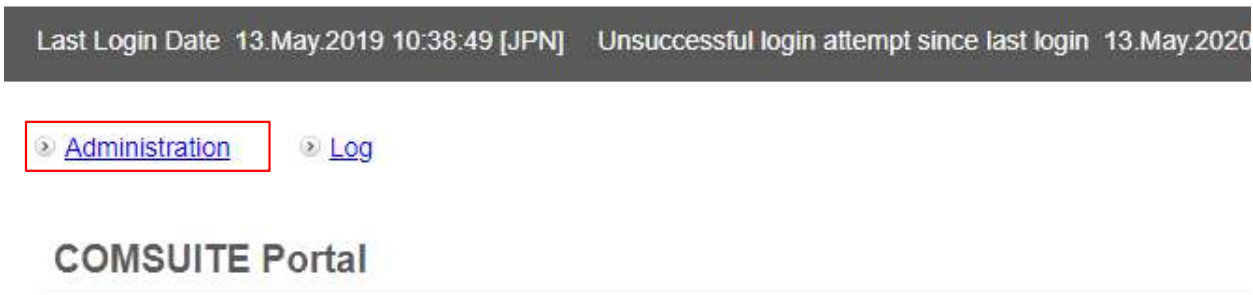 Last Login Date 13.May.2019 10:38:49 [JPN] Unsuccessful login attempt since last login 13.May.2020
Administration Log
COMSUITE Portal